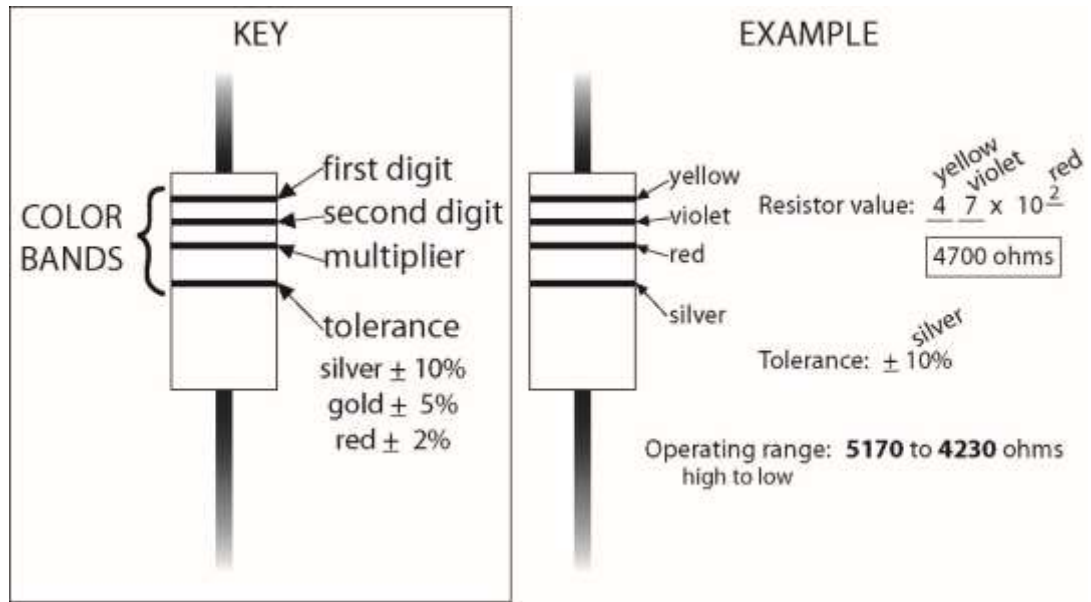 KEY
COLOR
BANDS
first digit
second digit
multiplier
tolerance
silver ± 10%
gold ± 5%
red ± 2%
EXAMPLE
yellow
violet
red
silver
yellow
violet
red
Resistor value: 4 7 x 10 2
4700 ohms
silver
Tolerance: ± 10%
Operating range: 5170 to 4230 ohms
high to low